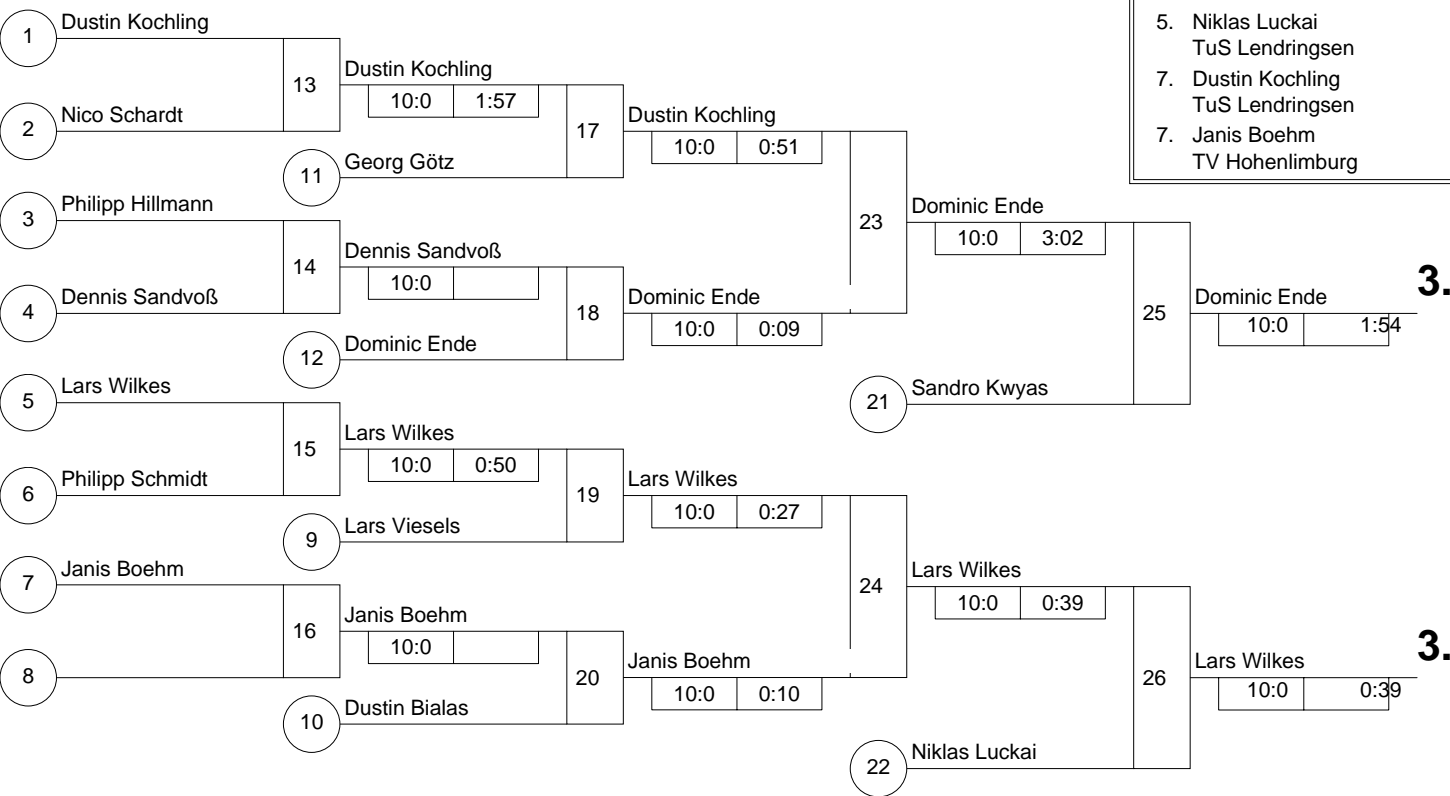 1 Dustin Kochling
13
Dustin Kochling
10:0 1:57
2 Nico Schardt
17
Dustin Kochling
10:0 0:51
11 Georg Götz
3 Philipp Hillmann
23
Dominic Ende
10:0 3:02
14
Dennis Sandvoß
10:0
4 Dennis Sandvoß
18
Dominic Ende
10:0 0:09
12 Dominic Ende
25
Dominic Ende
10:0 1:54
3.
5 Lars Wilkes
21 Sandro Kwyas
15
Lars Wilkes
10:0 0:50
6 Philipp Schmidt
19
Lars Wilkes
10:0 0:27
9 Lars Viesels
7 Janis Boehm
24
Lars Wilkes
10:0 0:39
16
Janis Boehm
10:0
8
20
Janis Boehm
10:0 0:10
10 Dustin Bialas
26
Lars Wilkes
10:0 0:39
3.
22 Niklas Luckai
5. Niklas Luckai
TuS Lendringsen
7. Dustin Kochling
TuS Lendringsen
7. Janis Boehm
TV Hohenlimburg